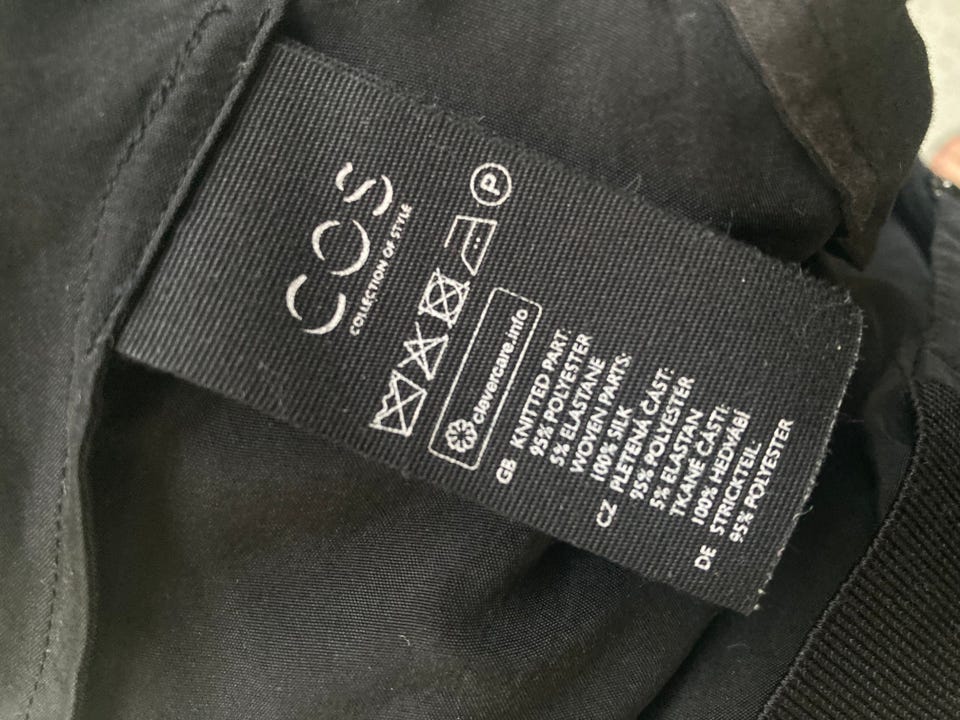 COS
COLLECTION OF STYLE
P
clevercare.info
GB KNITTED PART:
95% POLYESTER
5% ELASTANE
WOVEN PARTS:
100% SILK
CZ PLETENÁ ČÁST:
95% POLYESTER
5% ELASTAN
TKANÉ ČÁSTI:
100% HEDVÁBÍ
DE STRICKTEIL:
95% POLYESTER